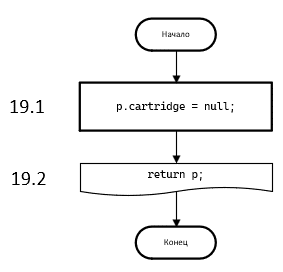 Начало
19.1
p.cartridge = null;
19.2
return p;
Конец